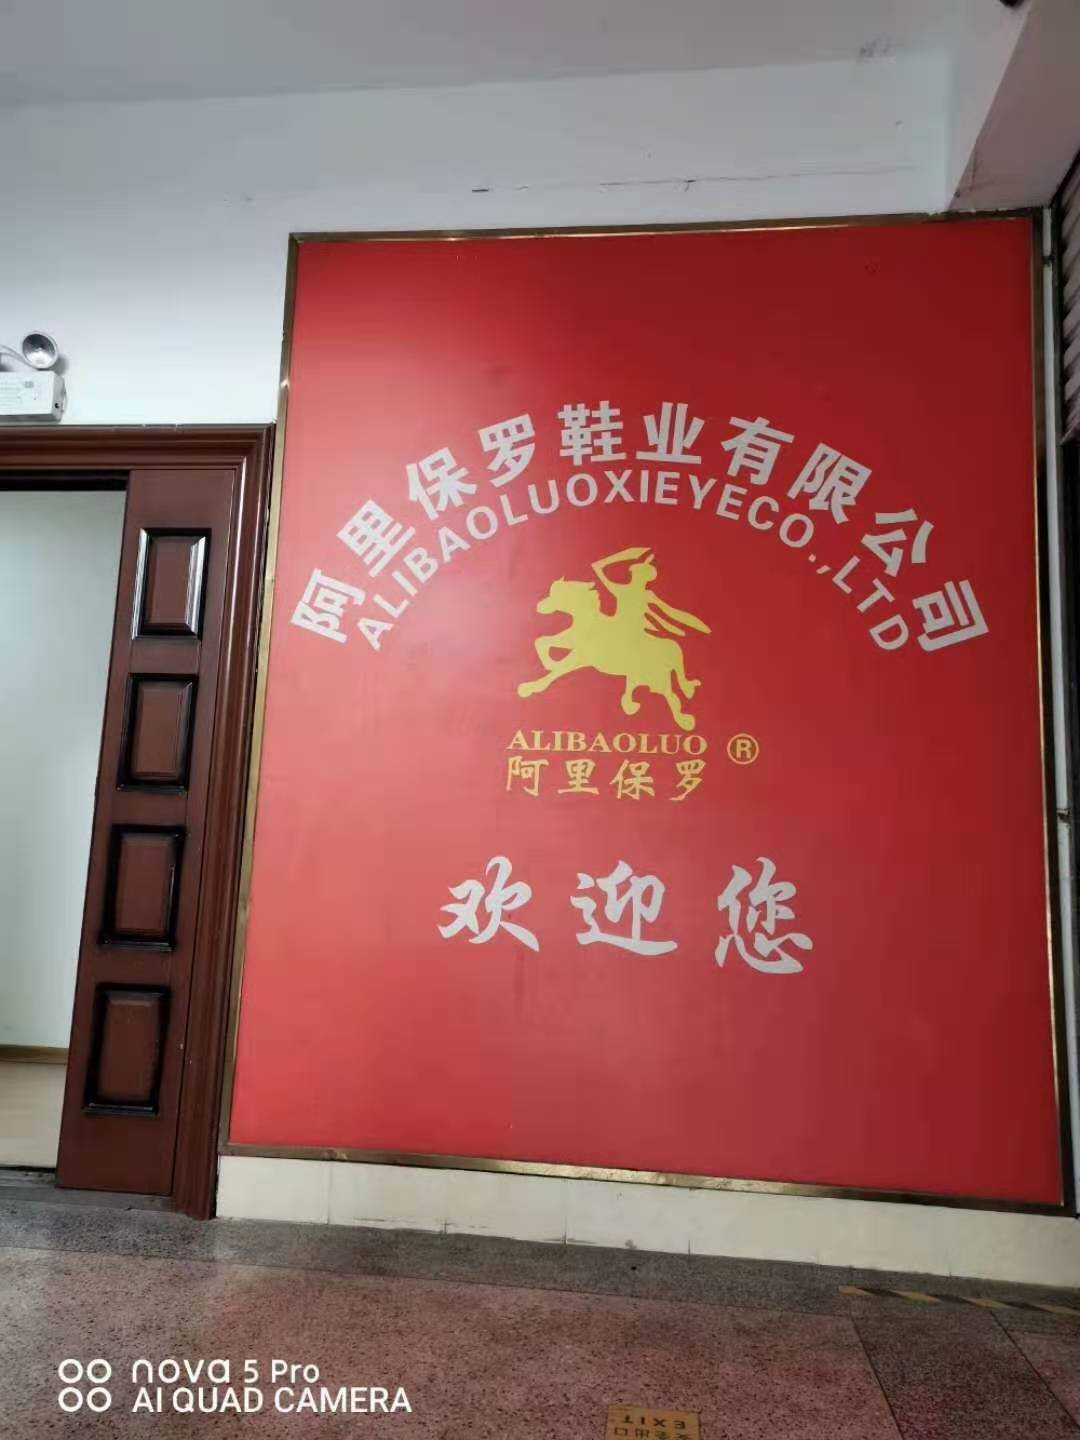 阿里保罗鞋业有限公司
ALIBAOLUOXIEYECO.,LTD
ALIBAOLUO ®
阿里保罗
欢迎您
nova 5 Pro
AI QUAD CAMERA
EXIT